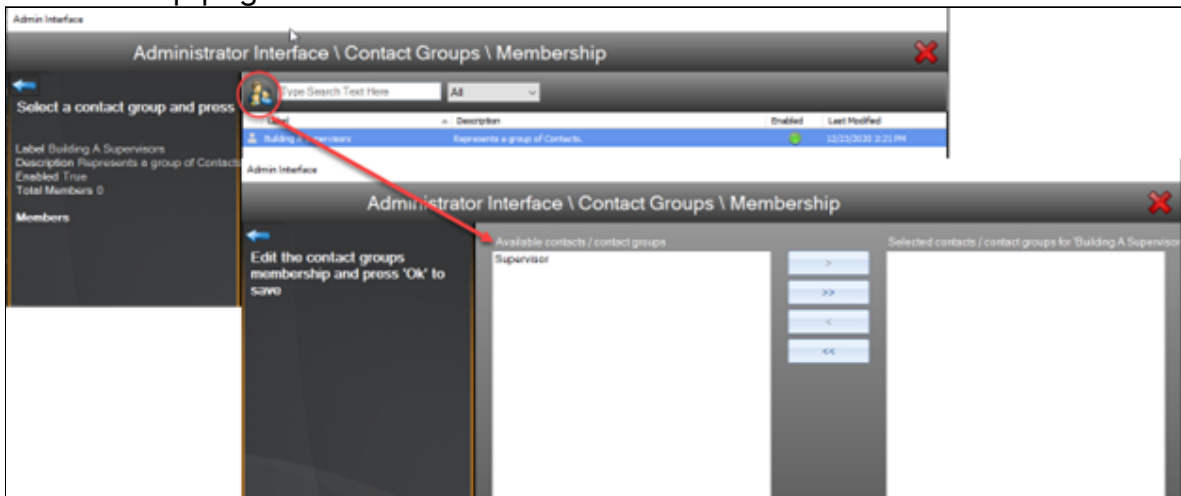 Admin Interface
Administrator Interface \ Contact Groups \ Membership
Select a contact group and press
Type Search Text Here
All
Label
Description
Enabled
Last Modified
Building A Supervisors
Represents a group of Contacts.
12/23/2020 2:21 PM
Label Building A Supervisors
Description Represents a group of Contacts
Enabled True
Total Members 0
Members
Admin Interface
Administrator Interface \ Contact Groups \ Membership
Edit the contact groups
membership and press 'Ok' to
save
Available contacts / contact groups
Supervisor
>
>>
<
<<
Selected contacts / contact groups for 'Building A Supervisor